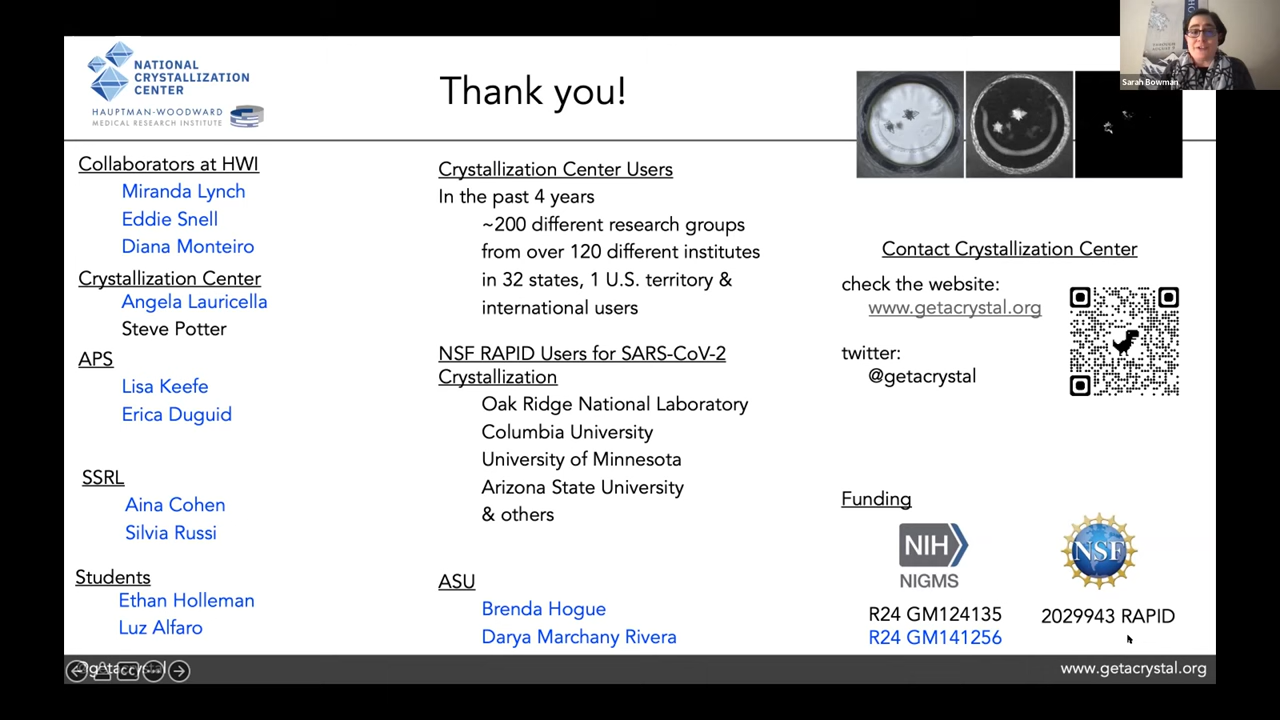 NATIONAL
CRYSTALLIZATION
CENTER
HAUPTMAN-WOODWARD
MEDICAL RESEARCH INSTITUTE
Thank you!
Sarah Bowman
Collaborators at HWI
Miranda Lynch
Eddie Snell
Diana Monteiro
Crystallization Center
Angela Lauricella
Steve Potter
APS
Lisa Keefe
Erica Duguid
SSRL
Aina Cohen
Silvia Russi
Students
Ethan Holleman
Luz Alfaro
Crystallization Center Users
In the past 4 years
~200 different research groups
from over 120 different institutes
in 32 states, 1 U.S. territory &
international users
NSF RAPID Users for SARS-CoV-2
Crystallization
Oak Ridge National Laboratory
Columbia University
University of Minnesota
Arizona State University
& others
ASU
Brenda Hogue
Darya Marchany Rivera
Contact Crystallization Center
check the website:
www.getacrystal.org
twitter:
@getacrystal
Funding
NIH
NIGMS
NSF
R24 GM124135
R24 GM141256
2029943 RAPID
@getacrystal
www.getacrystal.org